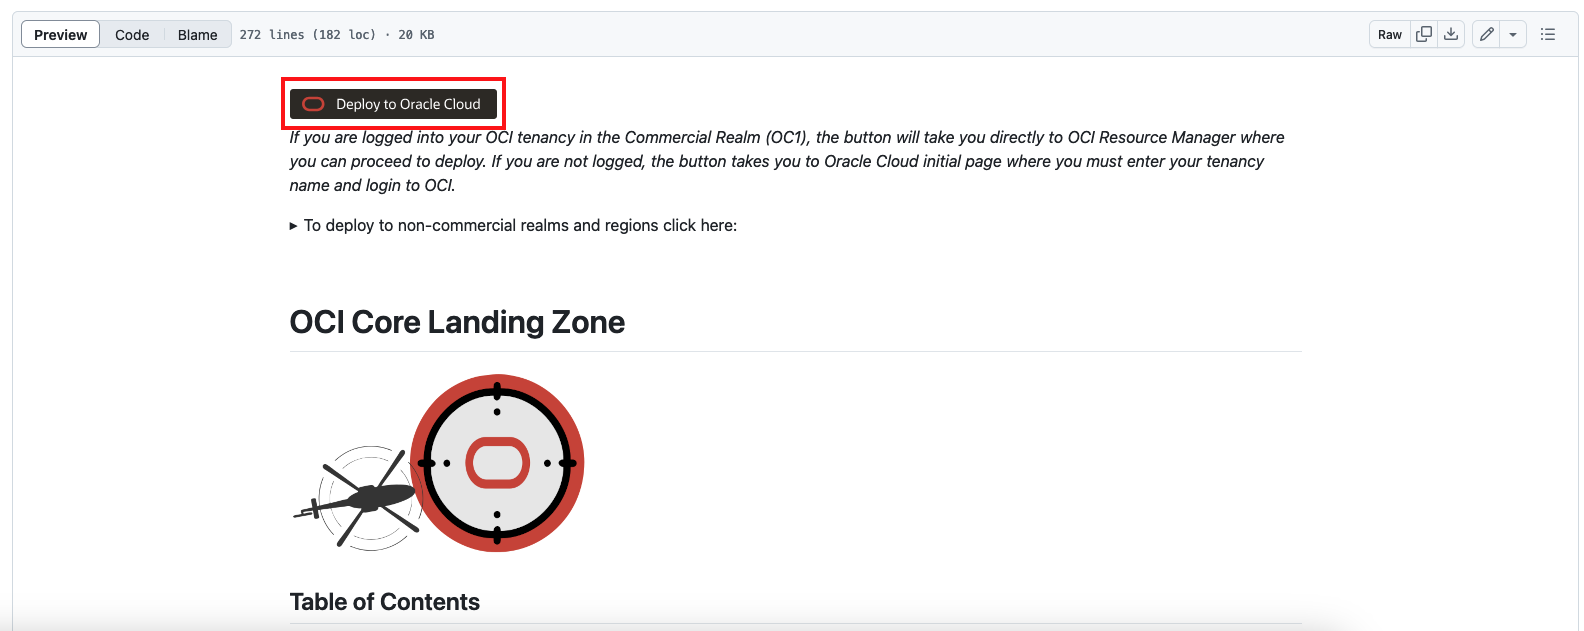 Preview Code Blame 272 lines (182 loc) · 20 KB Raw
Deploy to Oracle Cloud
If you are logged into your OCI tenancy in the Commercial Realm (OC1), the button will take you directly to OCI Resource Manager where
you can proceed to deploy. If you are not logged, the button takes you to Oracle Cloud initial page where you must enter your tenancy
name and login to OCI.
To deploy to non-commercial realms and regions click here:
OCI Core Landing Zone
Table of Contents